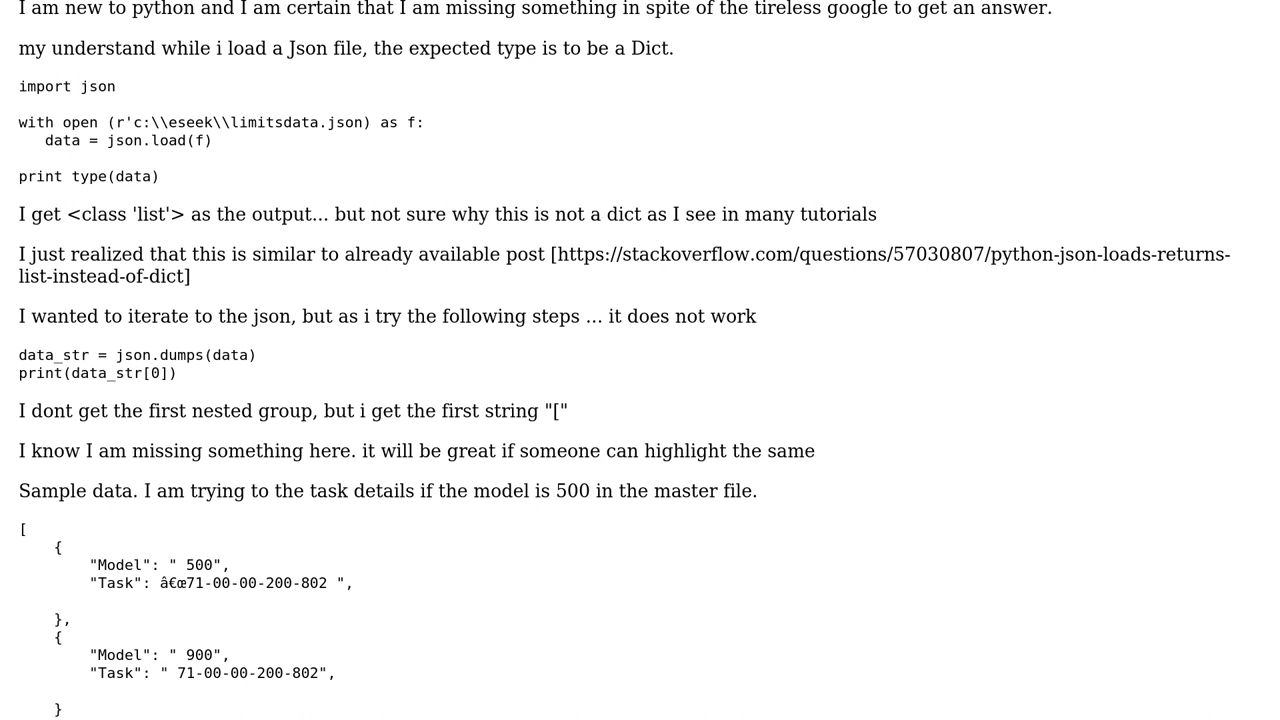 I am new to python and I am certain that I am missing something in spite of the tireless google to get an answer.
my understand while i load a Json file, the expected type is to be a Dict.
import json
with open (r'c:\\eseek\\limitsdata.json) as f:
   data = json.load(f)
print type(data)
I get <class 'list'> as the output... but not sure why this is not a dict as I see in many tutorials
I just realized that this is similar to already available post [https://stackoverflow.com/questions/57030807/python-json-loads-returns-
list-instead-of-dict]
I wanted to iterate to the json, but as i try the following steps ... it does not work
data_str = json.dumps(data)
print(data_str[0])
I dont get the first nested group, but i get the first string "["
I know I am missing something here. it will be great if someone can highlight the same
Sample data. I am trying to the task details if the model is 500 in the master file.
[
    {
        "Model": " 500",
        "Task": â€œ71-00-00-200-802 ",
    },
    {
        "Model": " 900",
        "Task": " 71-00-00-200-802",
    }